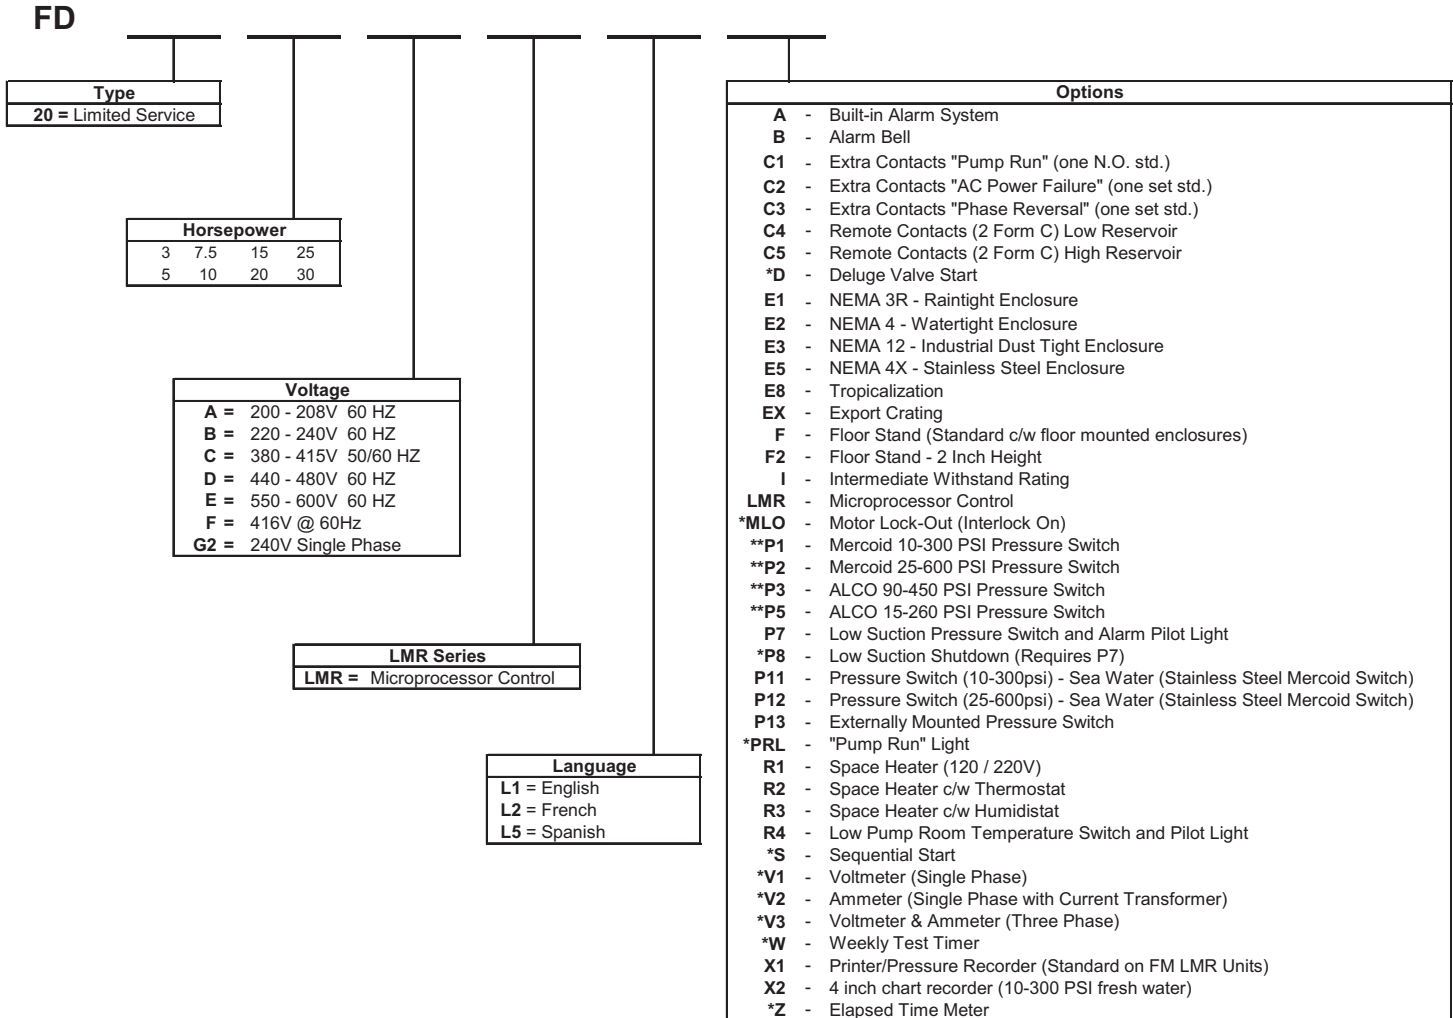 FD
Type
20 = Limited Service
Horsepower
3 7.5 15 25
5 10 20 30
Voltage
A = 200 - 208V 60 HZ
B = 220 - 240V 60 HZ
C = 380 - 415V 50/60 HZ
D = 440 - 480V 60 HZ
E = 550 - 600V 60 HZ
F = 416V @ 60Hz
G2 = 240V Single Phase
LMR Series
LMR = Microprocessor Control
Language
L1 = English
L2 = French
L5 = Spanish
Options
A - Built-in Alarm System
B - Alarm Bell
C1 - Extra Contacts "Pump Run" (one N.O. std.)
C2 - Extra Contacts "AC Power Failure" (one set std.)
C3 - Extra Contacts "Phase Reversal" (one set std.)
C4 - Remote Contacts (2 Form C) Low Reservoir
C5 - Remote Contacts (2 Form C) High Reservoir
*D - Deluge Valve Start
E1 - NEMA 3R - Raintight Enclosure
E2 - NEMA 4 - Watertight Enclosure
E3 - NEMA 12 - Industrial Dust Tight Enclosure
E5 - NEMA 4X - Stainless Steel Enclosure
E8 - Tropicalization
EX - Export Crating
F - Floor Stand (Standard c/w floor mounted enclosures)
F2 - Floor Stand - 2 Inch Height
I - Intermediate Withstand Rating
LMR - Microprocessor Control
*MLO - Motor Lock-Out (Interlock On)
**P1 - Mercoid 10-300 PSI Pressure Switch
**P2 - Mercoid 25-600 PSI Pressure Switch
**P3 - ALCO 90-450 PSI Pressure Switch
**P5 - ALCO 15-260 PSI Pressure Switch
P7 - Low Suction Pressure Switch and Alarm Pilot Light
*P8 - Low Suction Shutdown (Requires P7)
P11 - Pressure Switch (10-300psi) - Sea Water (Stainless Steel Mercoid Switch)
P12 - Pressure Switch (25-600psi) - Sea Water (Stainless Steel Mercoid Switch)
P13 - Externally Mounted Pressure Switch
*PRL - "Pump Run" Light
R1 - Space Heater (120 / 220V)
R2 - Space Heater c/w Thermostat
R3 - Space Heater c/w Humidistat
R4 - Low Pump Room Temperature Switch and Pilot Light
*S - Sequential Start
*V1 - Voltmeter (Single Phase)
*V2 - Ammeter (Single Phase with Current Transformer)
*V3 - Voltmeter & Ammeter (Three Phase)
*W - Weekly Test Timer
X1 - Printer/Pressure Recorder (Standard on FM LMR Units)
X2 - 4 inch chart recorder (10-300 PSI fresh water)
*Z - Elapsed Time Meter